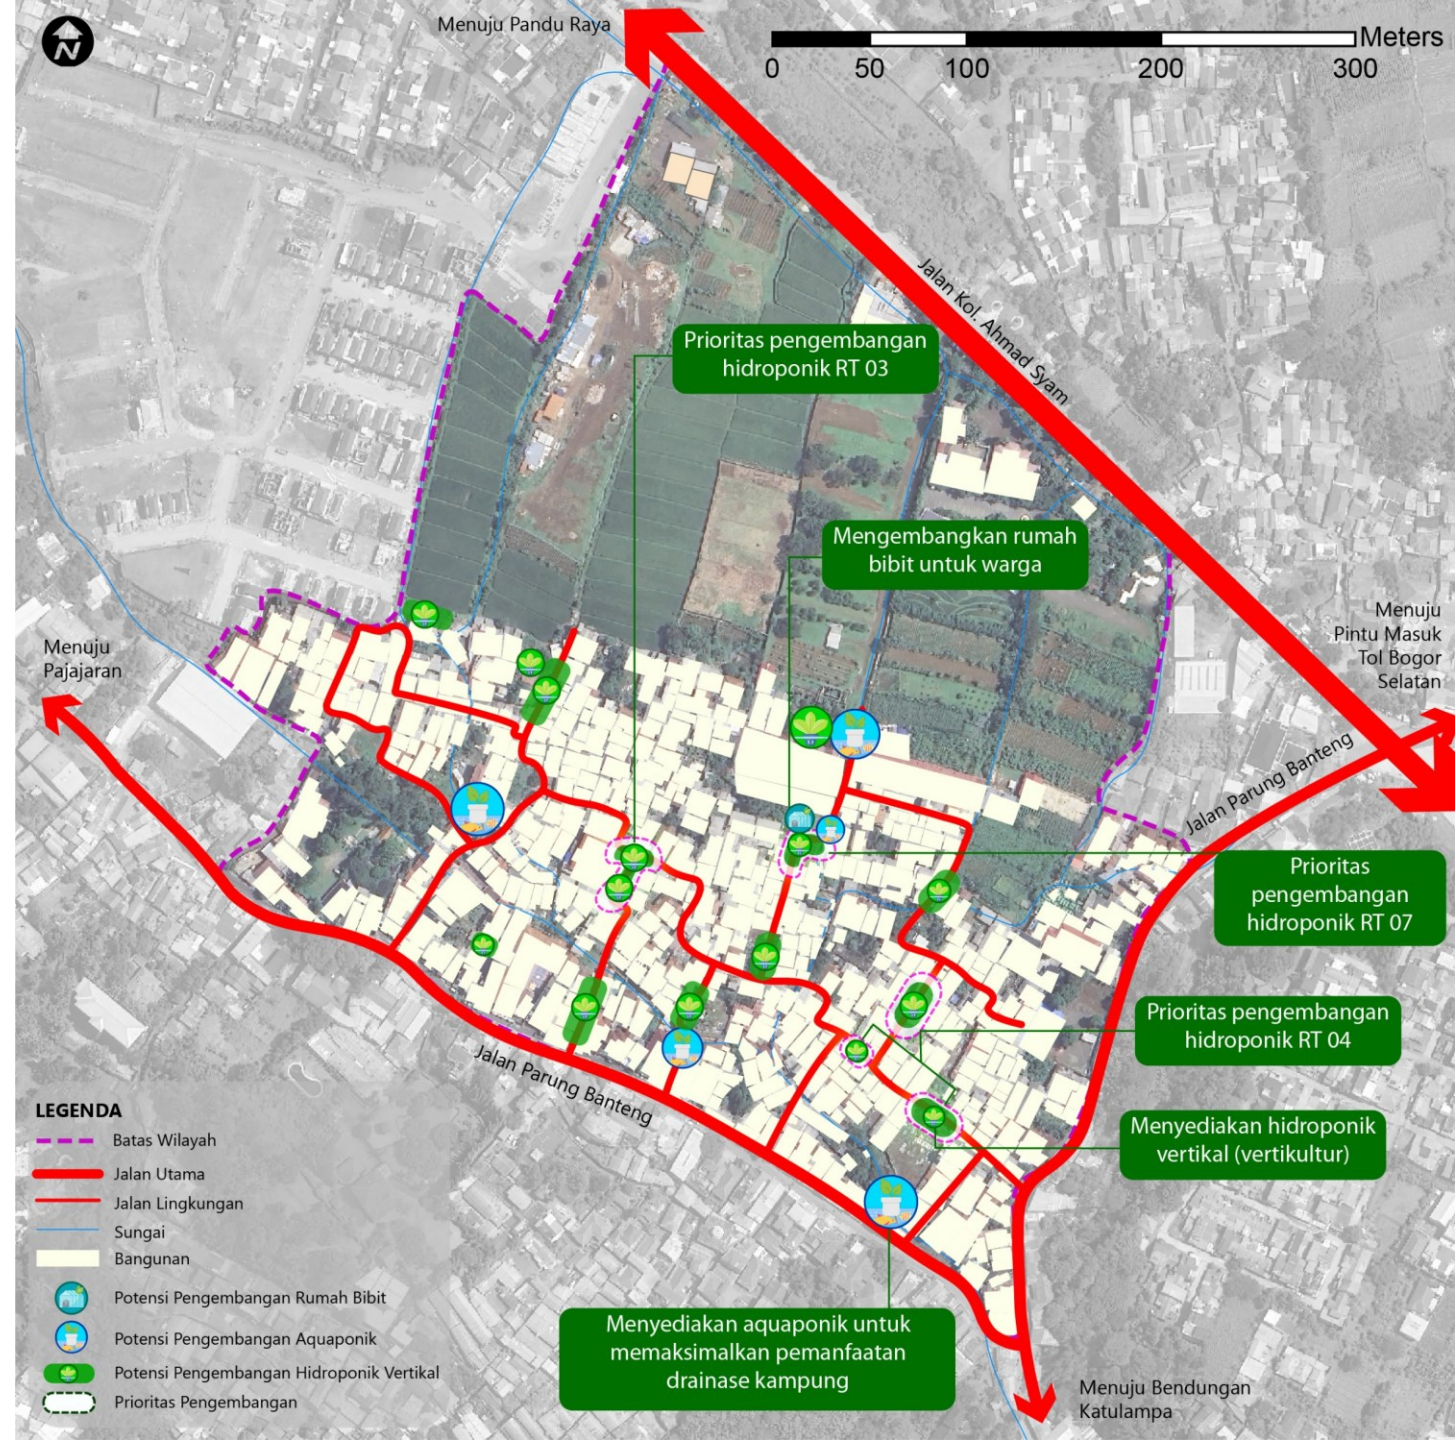 N
Menuju Pandu Raya
Meters
0 50 100 200 300
Jalan Kol. Ahmad Syam
Prioritas pengembangan
hidroponik RT 03
Mengembangkan rumah
bibit untuk warga
Menuju
Pajajaran
Menuju
Pintu Masuk
Tol Bogor
Selatan
Jalan Parung Banteng
Prioritas
pengembangan
hidroponik RT 07
Prioritas pengembangan
hidroponik RT 04
Jalan Parung Banteng
Menyediakan hidroponik
vertikal (vertikultur)
LEGENDA
Batas Wilayah
Jalan Utama
Jalan Lingkungan
Sungai
Bangunan
Potensi Pengembangan Rumah Bibit
Potensi Pengembangan Aquaponik
Potensi Pengembangan Hidroponik Vertikal
Prioritas Pengembangan
Menyediakan aquaponik untuk
memaksimalkan pemanfaatan
drainase kampung
Menuju Bendungan
Katulampa